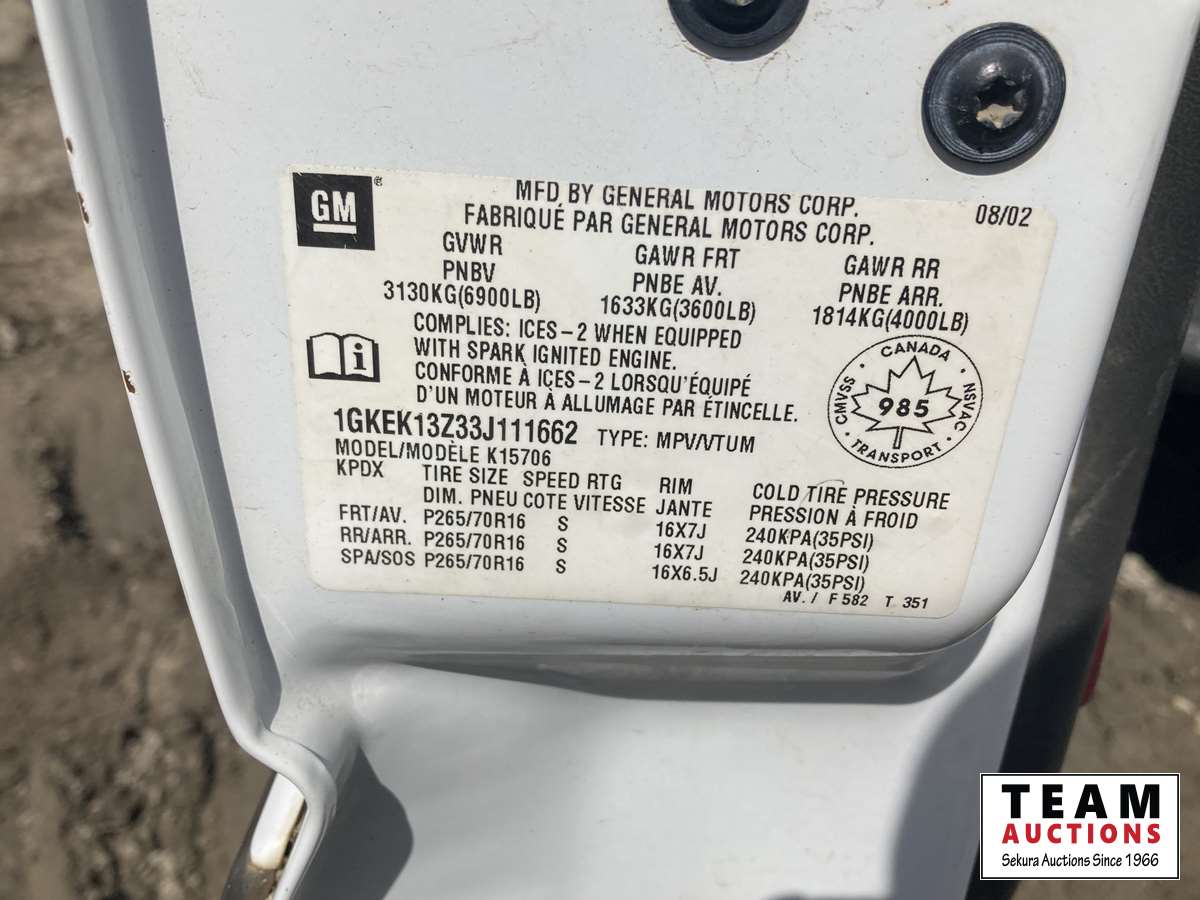 GM
MFD BY GENERAL MOTORS CORP. 08/02
FABRIQUÉ PAR GENERAL MOTORS CORP.
GVWR GAWR FRT GAWR RR
PNBV PNBE AV. PNBE ARR.
3130KG(6900LB) 1633KG(3600LB) 1814KG(4000LB)
COMPLIES: ICES-2 WHEN EQUIPPED
WITH SPARK IGNITED ENGINE.
CONFORME À ICES-2 LORSQU'ÉQUIPÉ
D'UN MOTEUR À ALLUMAGE PAR ÉTINCELLE.
CANADA
CMVSS 985 NSVAC
TRANSPORT
1GKEK13Z33J111662 TYPE: MPV/VTUM
MODEL/MODÈLE K15706
KPDX TIRE SIZE SPEED RTG RIM COLD TIRE PRESSURE
DIM. PNEU COTE VITESSE JANTE PRESSION À FROID
FRT/AV. P265/70R16 S 16X7J 240KPA(35PSI)
RR/ARR. P265/70R16 S 16X7J 240KPA(35PSI)
SPA/SOS P265/70R16 S 16X6.5J 240KPA(35PSI)
AV. / F 582 T 351
TEAM
AUCTIONS
Sekura Auctions Since 1966